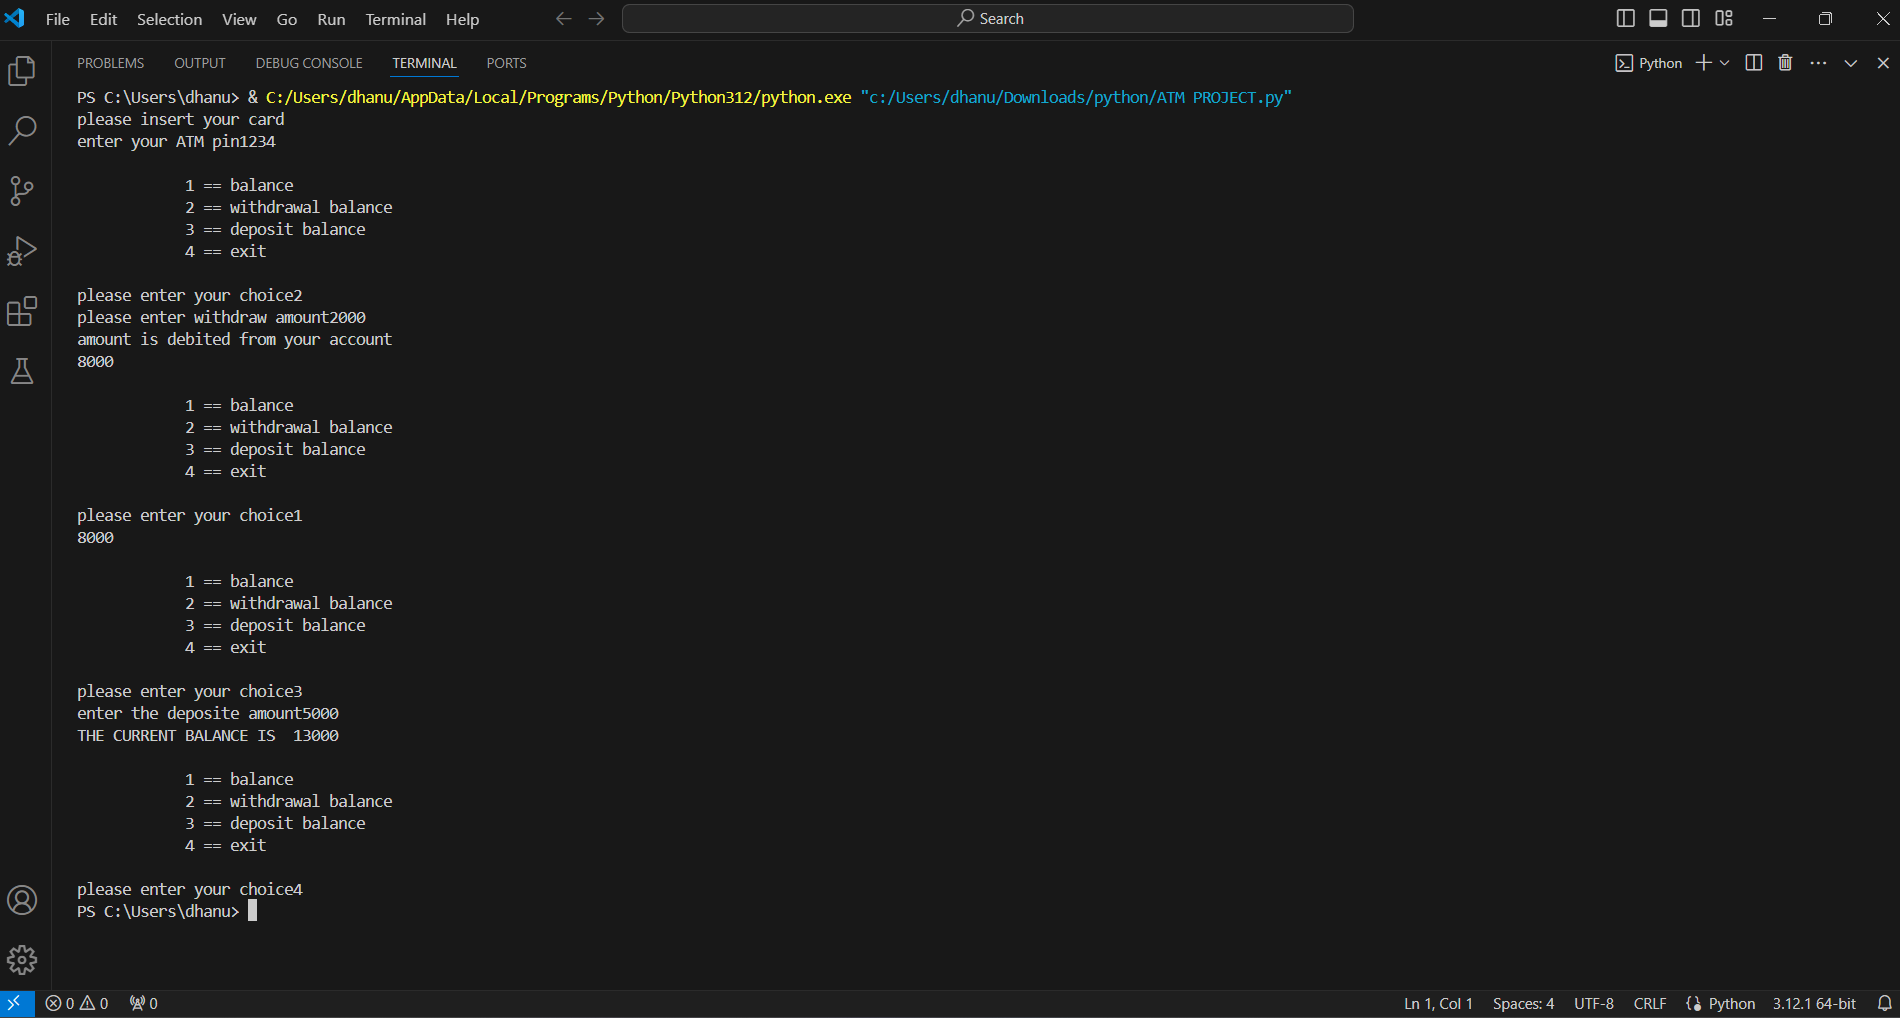 File Edit Selection View Go Run Terminal Help Search
PROBLEMS OUTPUT DEBUG CONSOLE TERMINAL PORTS Python
PS C:\Users\dhanu> & C:/Users/dhanu/AppData/Local/Programs/Python/Python312/python.exe "c:/Users/dhanu/Downloads/python/ATM PROJECT.py"
please insert your card
enter your ATM pin1234
1 == balance
2 == withdrawal balance
3 == deposit balance
4 == exit
please enter your choice2
please enter withdraw amount2000
amount is debited from your account
8000
1 == balance
2 == withdrawal balance
3 == deposit balance
4 == exit
please enter your choice1
8000
1 == balance
2 == withdrawal balance
3 == deposit balance
4 == exit
please enter your choice3
enter the deposite amount5000
THE CURRENT BALANCE IS  13000
1 == balance
2 == withdrawal balance
3 == deposit balance
4 == exit
please enter your choice4
PS C:\Users\dhanu>
0 0 0 Ln 1, Col 1 Spaces: 4 UTF-8 CRLF Python 3.12.1 64-bit